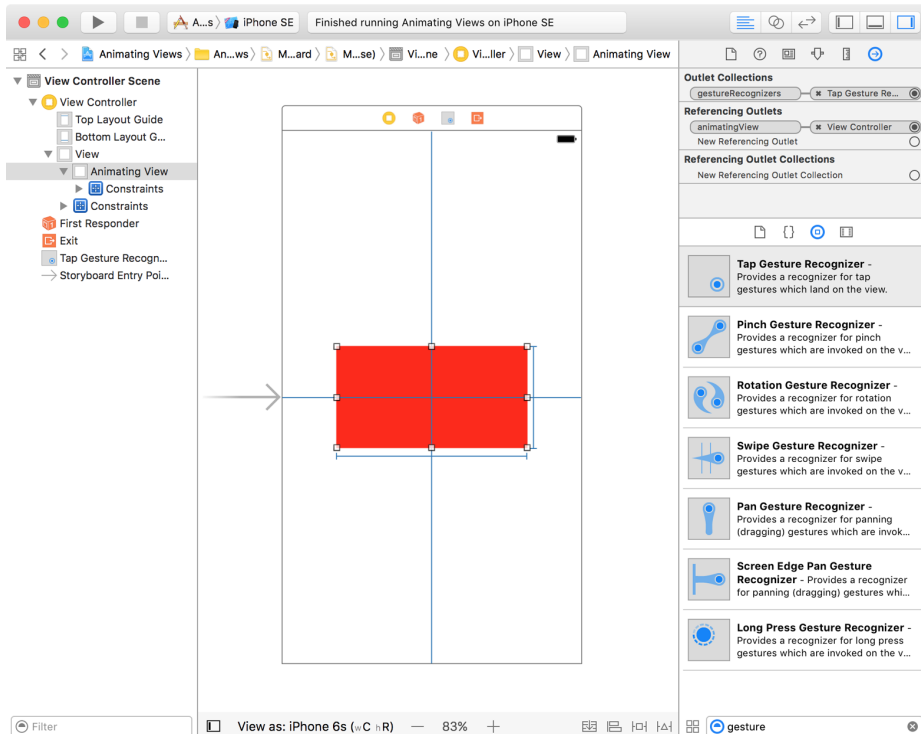 A...s
iPhone SE
Finished running Animating Views on iPhone SE
Animating Views
An...ws
M...ard
M...se)
Vi...ne
Vi...ller
View
Animating View
View Controller Scene
View Controller
Top Layout Guide
Bottom Layout G...
View
Animating View
Constraints
Constraints
First Responder
Exit
Tap Gesture Recogn...
Storyboard Entry Poi...
Filter
View as: iPhone 6s (wC hR)
— 83% +
Outlet Collections
gestureRecognizers
Tap Gesture Re...
Referencing Outlets
animatingView
View Controller
New Referencing Outlet
Referencing Outlet Collections
New Referencing Outlet Collection
Tap Gesture Recognizer -
Provides a recognizer for tap
gestures which land on the view.
Pinch Gesture Recognizer -
Provides a recognizer for pinch
gestures which are invoked on the v...
Rotation Gesture Recognizer -
Provides a recognizer for rotation
gestures which are invoked on the v...
Swipe Gesture Recognizer -
Provides a recognizer for swipe
gestures which are invoked on the v...
Pan Gesture Recognizer -
Provides a recognizer for panning
(dragging) gestures which are invok...
Screen Edge Pan Gesture
Recognizer - Provides a recognizer
for panning (dragging) gestures whi...
Long Press Gesture Recognizer -
Provides a recognizer for long press
gestures which are invoked on the v...
gesture